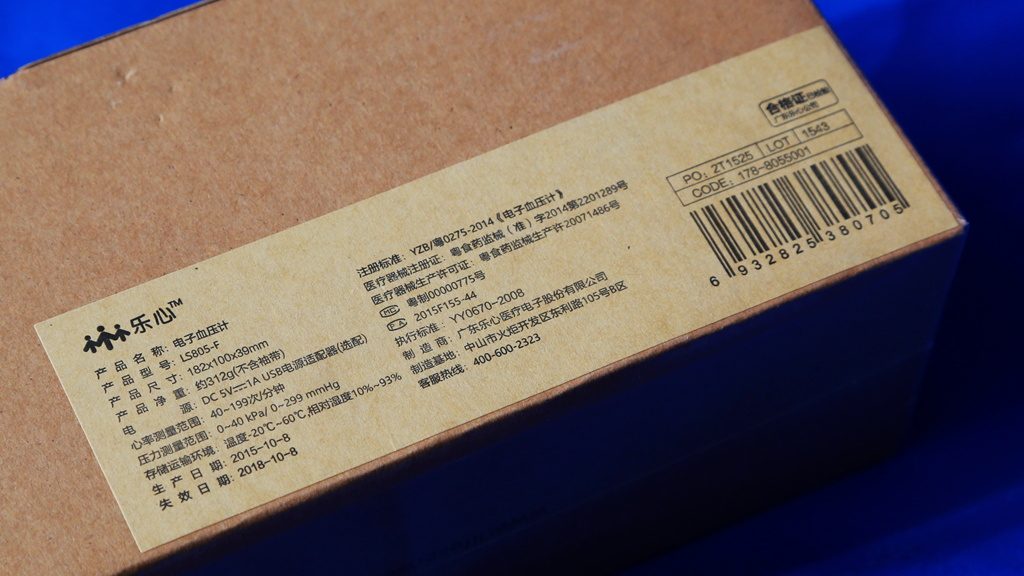 乐心™
产品名称: 电子血压计
产品型号: LS805-F
产品尺寸: 182x100x39mm
产品净重: 约312g(不含袖带)
电源: DC 5V⎓1A USB电源适配器(选配)
心率测量范围: 40~199次/分钟
压力测量范围: 0~40 kPa/ 0~299 mmHg
存储运输环境: 温度-20℃~60℃,相对湿度10%~93%
生产日期: 2015-10-8
失效日期: 2018-10-8
注册标准: YZB/粤0275-2014《电子血压计》
医疗器械注册证: 粤食药监械(准)字2014第2201289号
医疗器械生产许可证: 粤食药监械生产许20071486号
MC 粤制00000775号
PA 2015F155-44
执行标准: YY0670-2008
制造商: 广东乐心医疗电子股份有限公司
制造基地: 中山市火炬开发区东利路105号B区
客服热线: 400-600-2323
合格证
PO: 2T1525 LOT 1543
CODE: 178-8055001
6 932825 380705